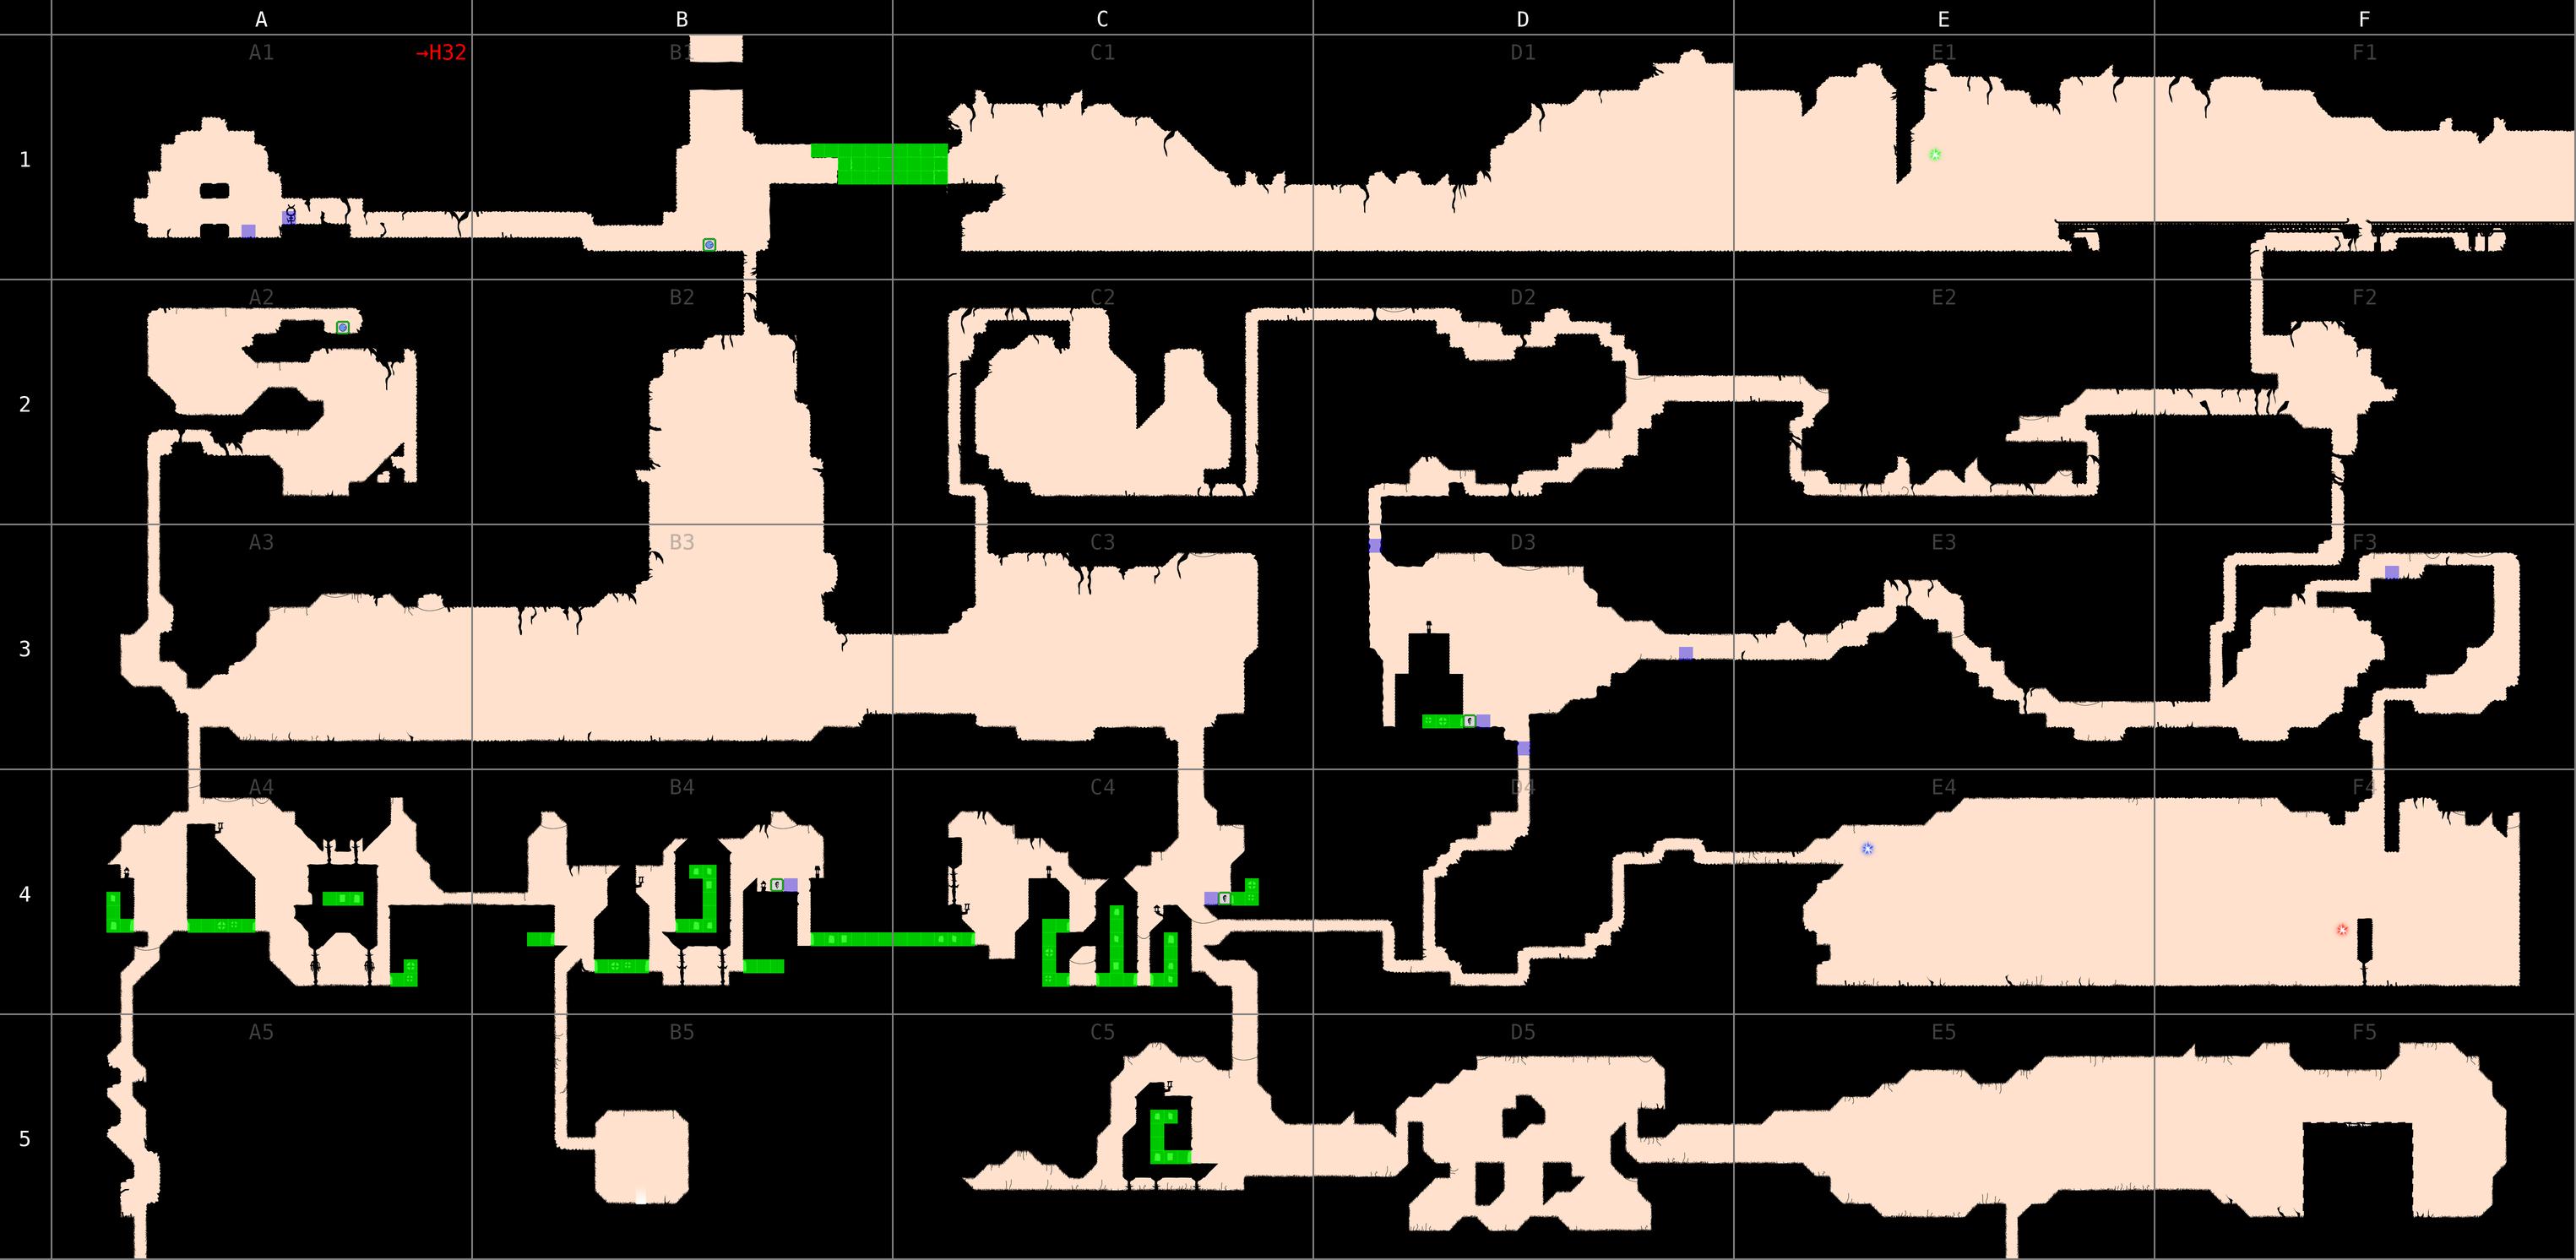 A B C D E F
1 A1 →H32 B1 C1 D1 E1 F1
2 A2 B2 C2 D2 E2 F2
3 A3 B3 C3 D3 E3 F3
4 A4 B4 C4 D4 E4 F4
5 A5 B5 C5 D5 E5 F5